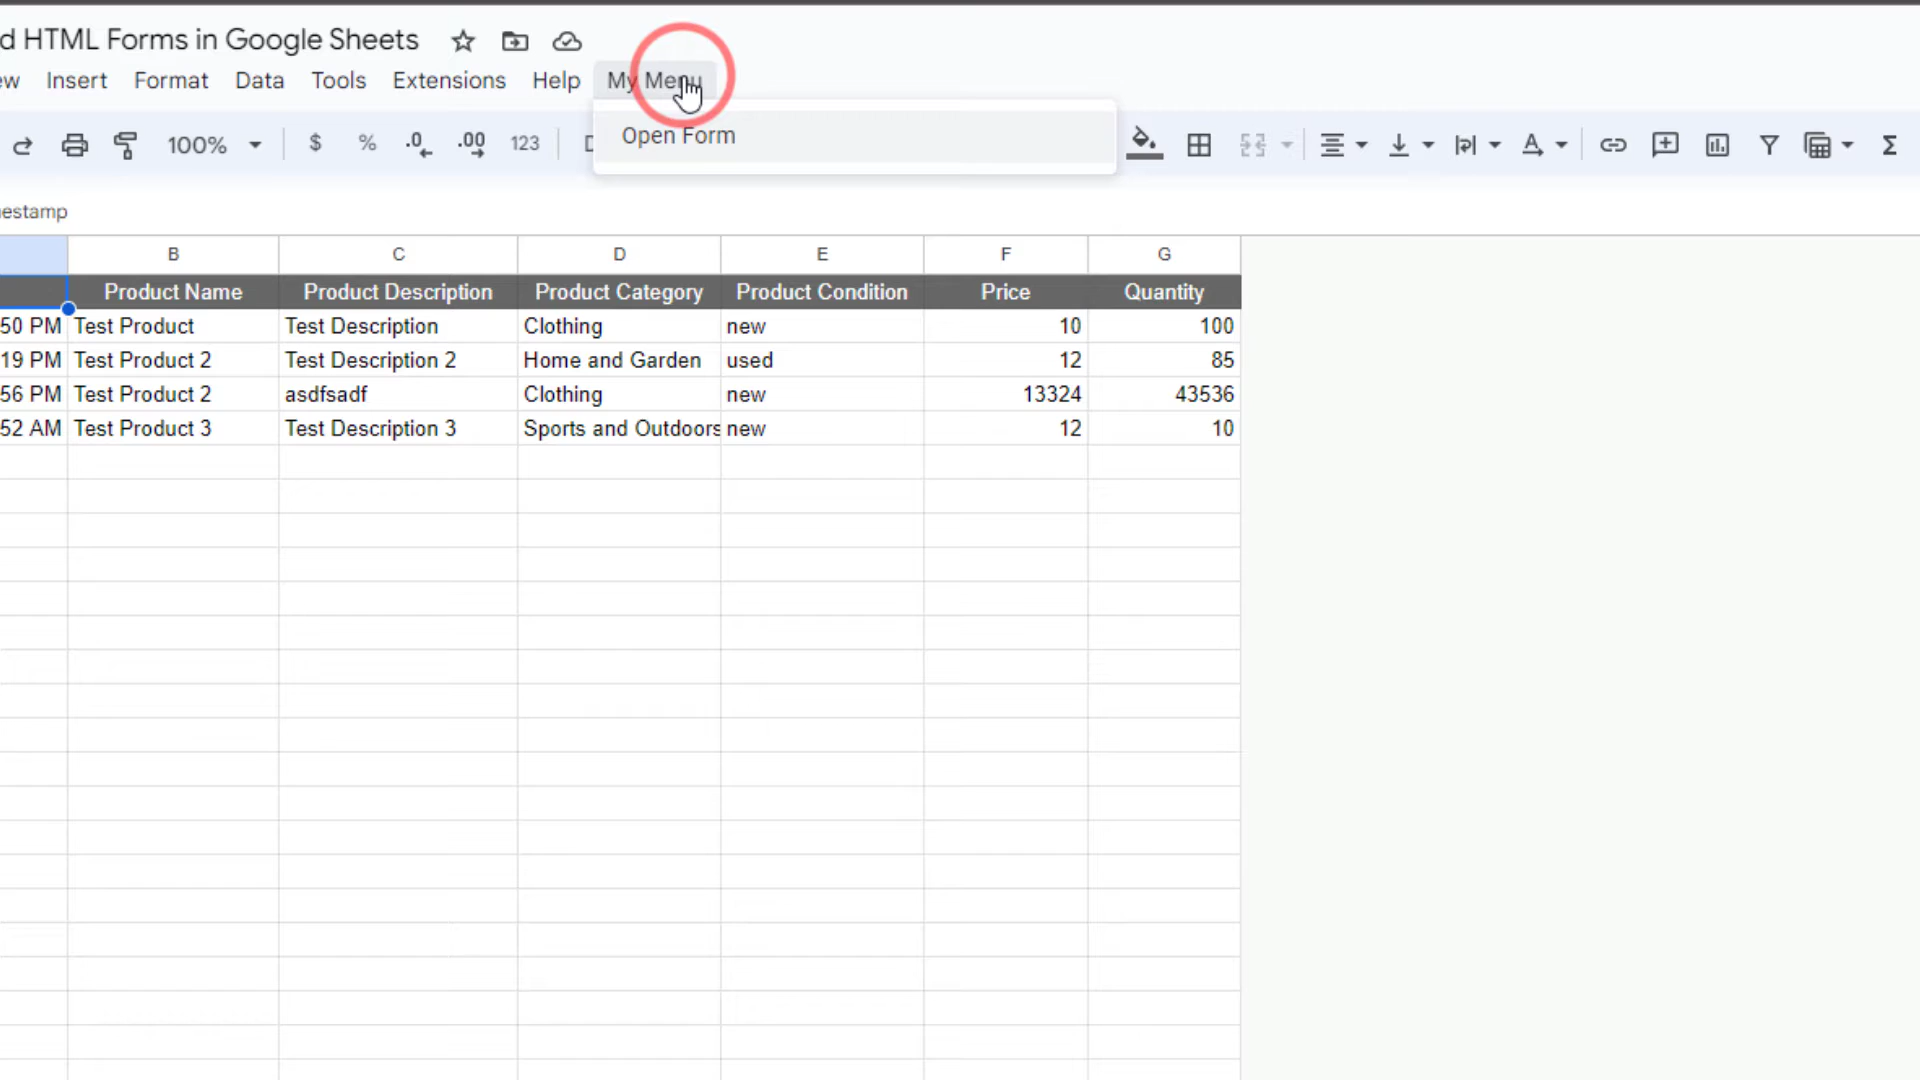 d HTML Forms in Google Sheets
ew Insert Format Data Tools Extensions Help My Menu
Open Form
100% $ % .0 .00 123
estamp
B C D E F G
Product Name Product Description Product Category Product Condition Price Quantity
50 PM Test Product Test Description Clothing new 10 100
19 PM Test Product 2 Test Description 2 Home and Garden used 12 85
56 PM Test Product 2 asdfsadf Clothing new 13324 43536
52 AM Test Product 3 Test Description 3 Sports and Outdoors new 12 10